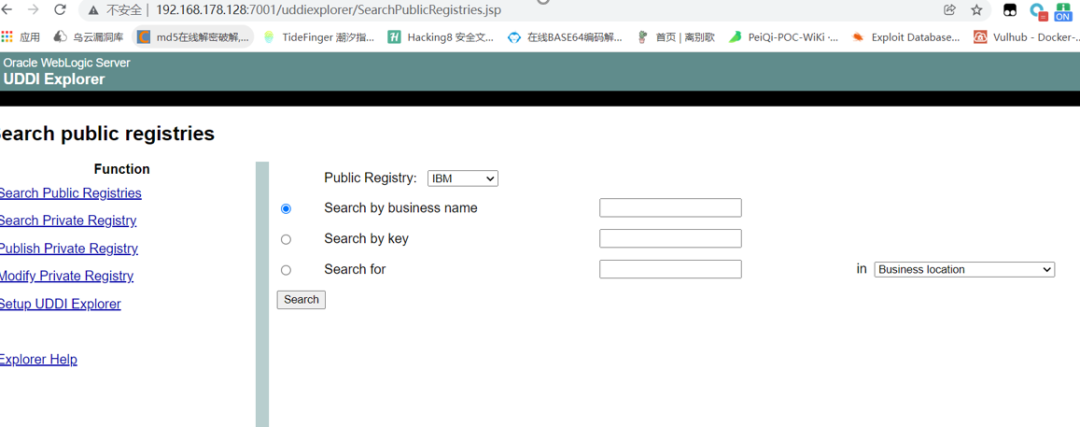 不安全 | 192.168.178.128:7001/uddiexplorer/SearchPublicRegistries.jsp
ON
应用 乌云漏洞库 md5在线解密破解,... TideFinger 潮汐指... Hacking8 安全文... 在线BASE64编码解... 首页 | 离别歌 PeiQi-POC-WiKi ·... Exploit Database... Vulhub - Docker-...
Oracle WebLogic Server
UDDI Explorer
earch public registries
Function
Search Public Registries
Search Private Registry
Publish Private Registry
Modify Private Registry
Setup UDDI Explorer
Explorer Help
Public Registry: IBM
Search by business name
Search by key
Search for in Business location
Search